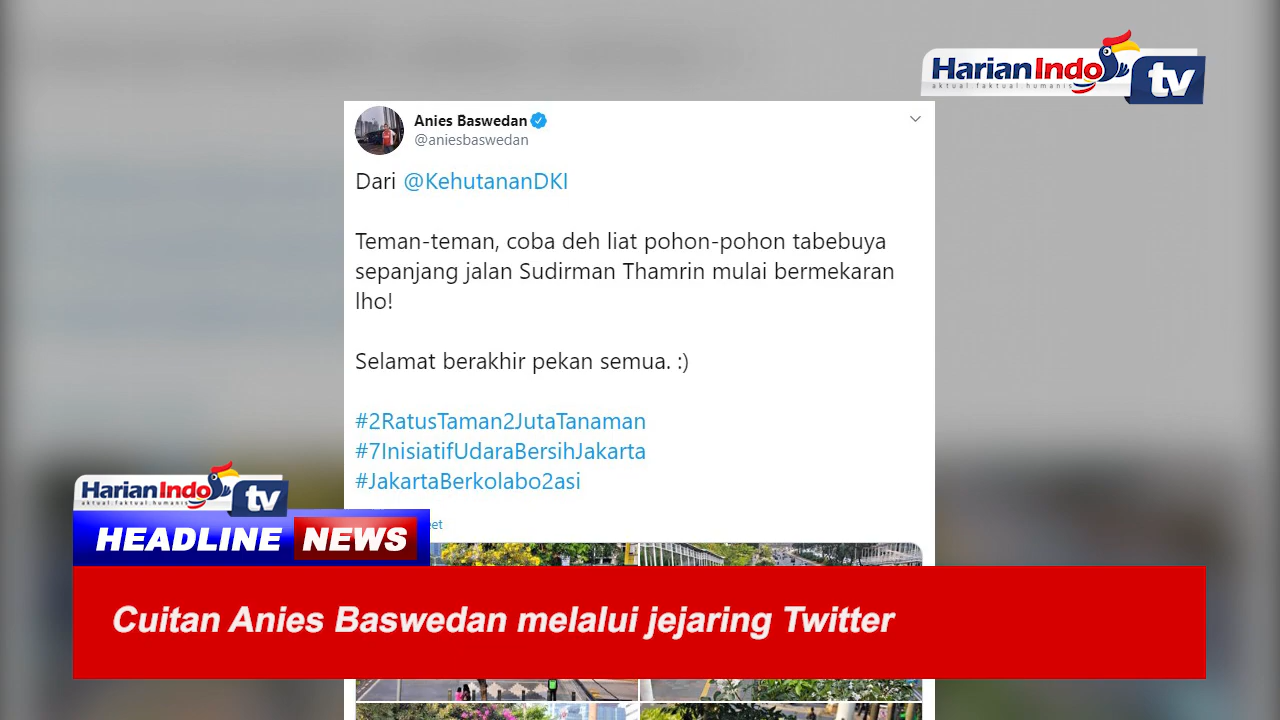 HarianIndo tv
aktual faktual humanis
Anies Baswedan
@aniesbaswedan
Dari @KehutananDKI
Teman-teman, coba deh liat pohon-pohon tabebuya
sepanjang jalan Sudirman Thamrin mulai bermekaran
lho!
Selamat berakhir pekan semua. :)
#2RatusTaman2JutaTanaman
#7InisiatifUdaraBersihJakarta
#JakartaBerkolabo2asi
HarianIndo tv
aktual faktual humanis
HEADLINE NEWS
Cuitan Anies Baswedan melalui jejaring Twitter